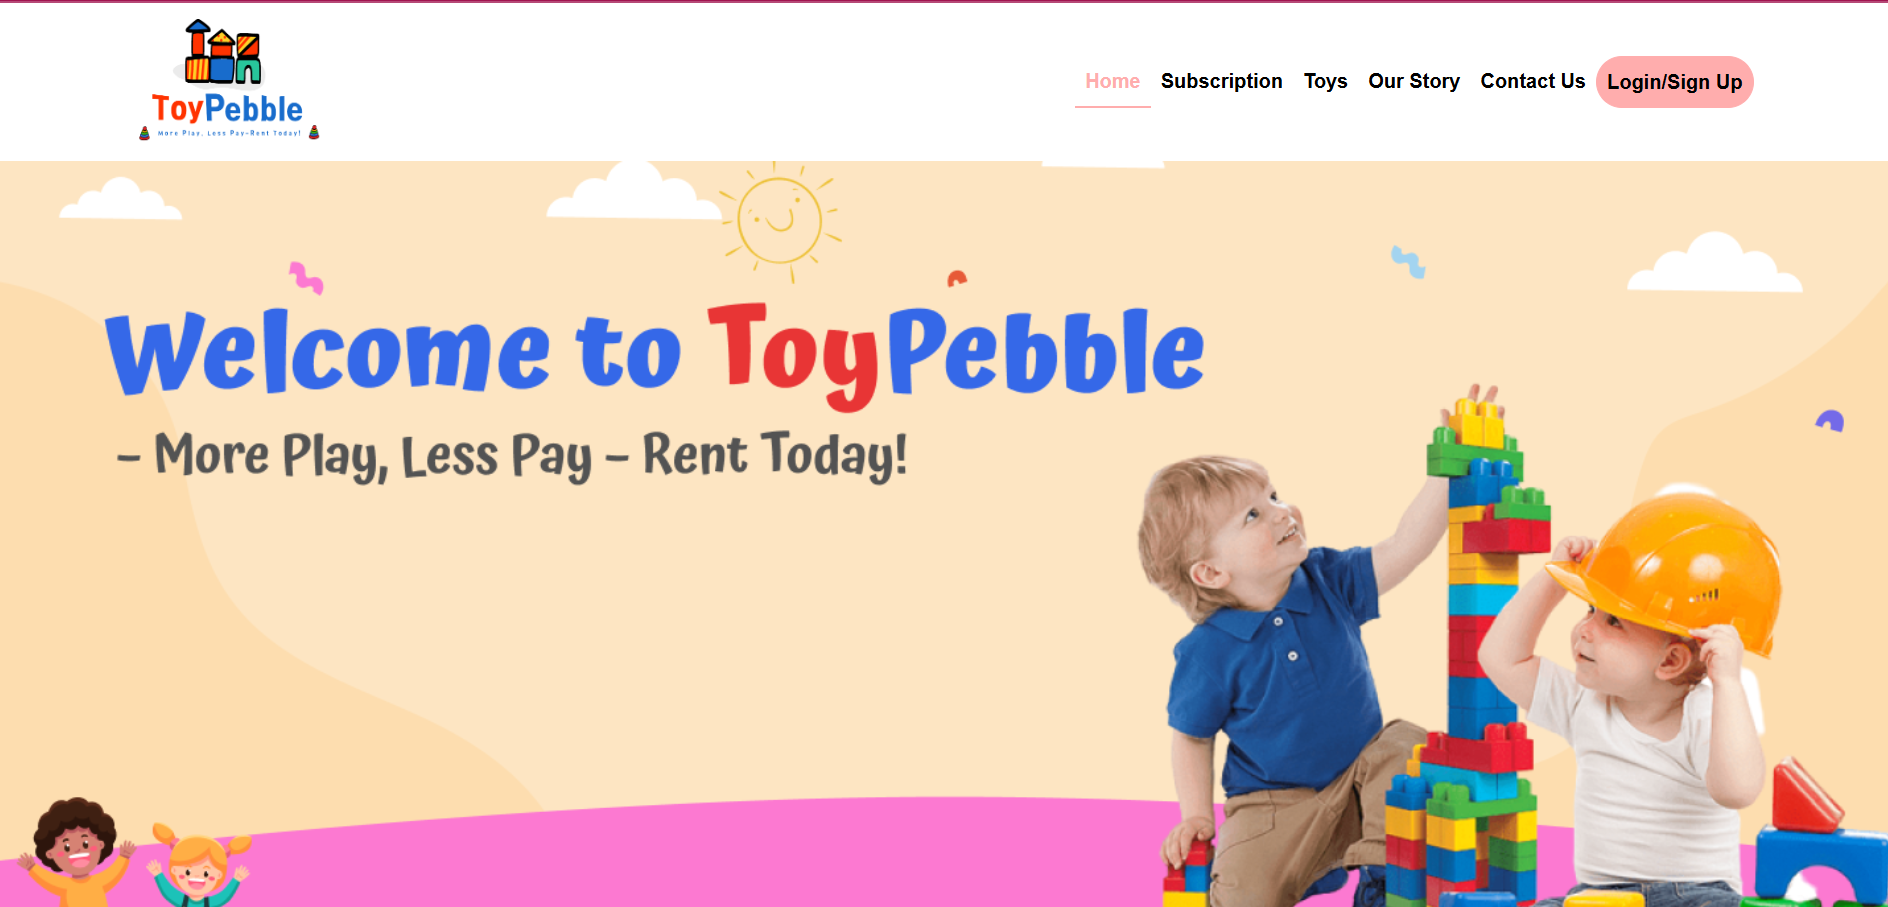 ToyPebble
More Play. Less Pay-Rent Today!
Home
Subscription
Toys
Our Story
Contact Us
Login/Sign Up
Welcome to ToyPebble
– More Play, Less Pay – Rent Today!